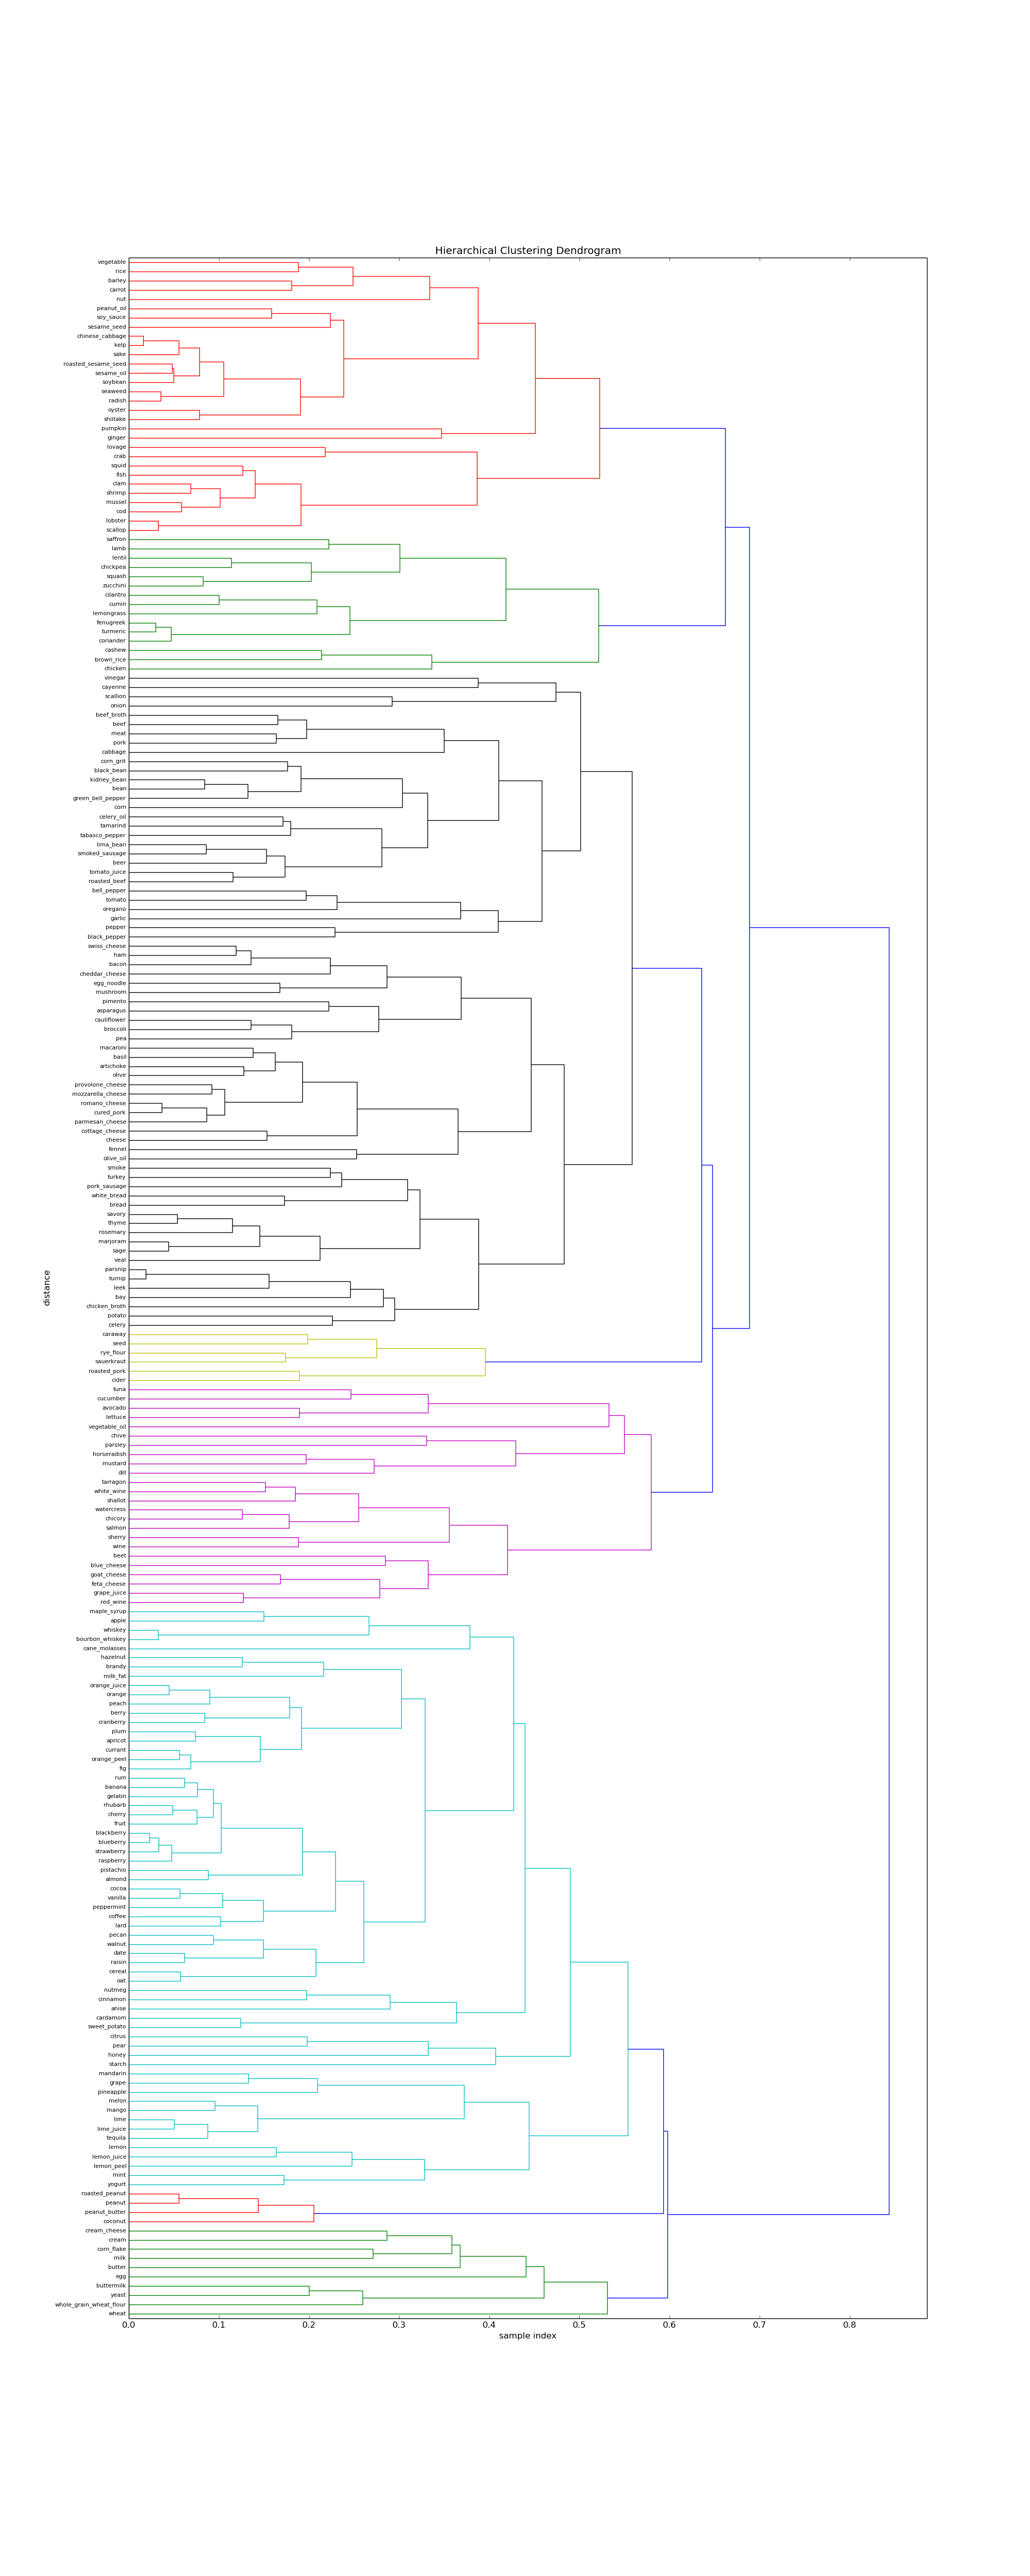 Hierarchical Clustering Dendrogram
vegetable
rice
barley
carrot
nut
peanut_oil
soy_sauce
sesame_seed
chinese_cabbage
kelp
sake
roasted_sesame_seed
sesame_oil
soybean
seaweed
radish
oyster
shiitake
pumpkin
ginger
lovage
crab
squid
fish
clam
shrimp
mussel
cod
lobster
scallop
saffron
lamb
lentil
chickpea
squash
zucchini
cilantro
cumin
lemongrass
fenugreek
turmeric
coriander
cashew
brown_rice
chicken
vinegar
cayenne
scallion
onion
beef_broth
beef
meat
pork
cabbage
corn_grit
black_bean
kidney_bean
bean
green_bell_pepper
corn
celery_oil
tamarind
tabasco_pepper
lima_bean
smoked_sausage
beer
tomato_juice
roasted_beef
bell_pepper
tomato
oregano
garlic
pepper
black_pepper
swiss_cheese
ham
bacon
cheddar_cheese
egg_noodle
mushroom
pimento
asparagus
cauliflower
broccoli
pea
macaroni
basil
artichoke
olive
provolone_cheese
mozzarella_cheese
romano_cheese
cured_pork
parmesan_cheese
cottage_cheese
cheese
fennel
olive_oil
smoke
turkey
pork_sausage
white_bread
bread
savory
thyme
rosemary
marjoram
sage
veal
parsnip
turnip
leek
bay
chicken_broth
potato
celery
caraway
seed
rye_flour
sauerkraut
roasted_pork
cider
tuna
cucumber
avocado
lettuce
vegetable_oil
chive
parsley
horseradish
mustard
dill
tarragon
white_wine
shallot
watercress
chicory
salmon
sherry
wine
beet
blue_cheese
goat_cheese
feta_cheese
grape_juice
red_wine
maple_syrup
apple
whiskey
bourbon_whiskey
cane_molasses
hazelnut
brandy
milk_fat
orange_juice
orange
peach
berry
cranberry
plum
apricot
currant
orange_peel
fig
rum
banana
gelatin
rhubarb
cherry
fruit
blackberry
blueberry
strawberry
raspberry
pistachio
almond
cocoa
vanilla
peppermint
coffee
lard
pecan
walnut
date
raisin
cereal
oat
nutmeg
cinnamon
anise
cardamom
sweet_potato
citrus
pear
honey
starch
mandarin
grape
pineapple
melon
mango
lime
lime_juice
tequila
lemon
lemon_juice
lemon_peel
mint
yogurt
roasted_peanut
peanut
peanut_butter
coconut
cream_cheese
cream
corn_flake
milk
butter
egg
buttermilk
yeast
whole_grain_wheat_flour
wheat
distance
0.0 0.1 0.2 0.3 0.4 0.5 0.6 0.7 0.8
sample index